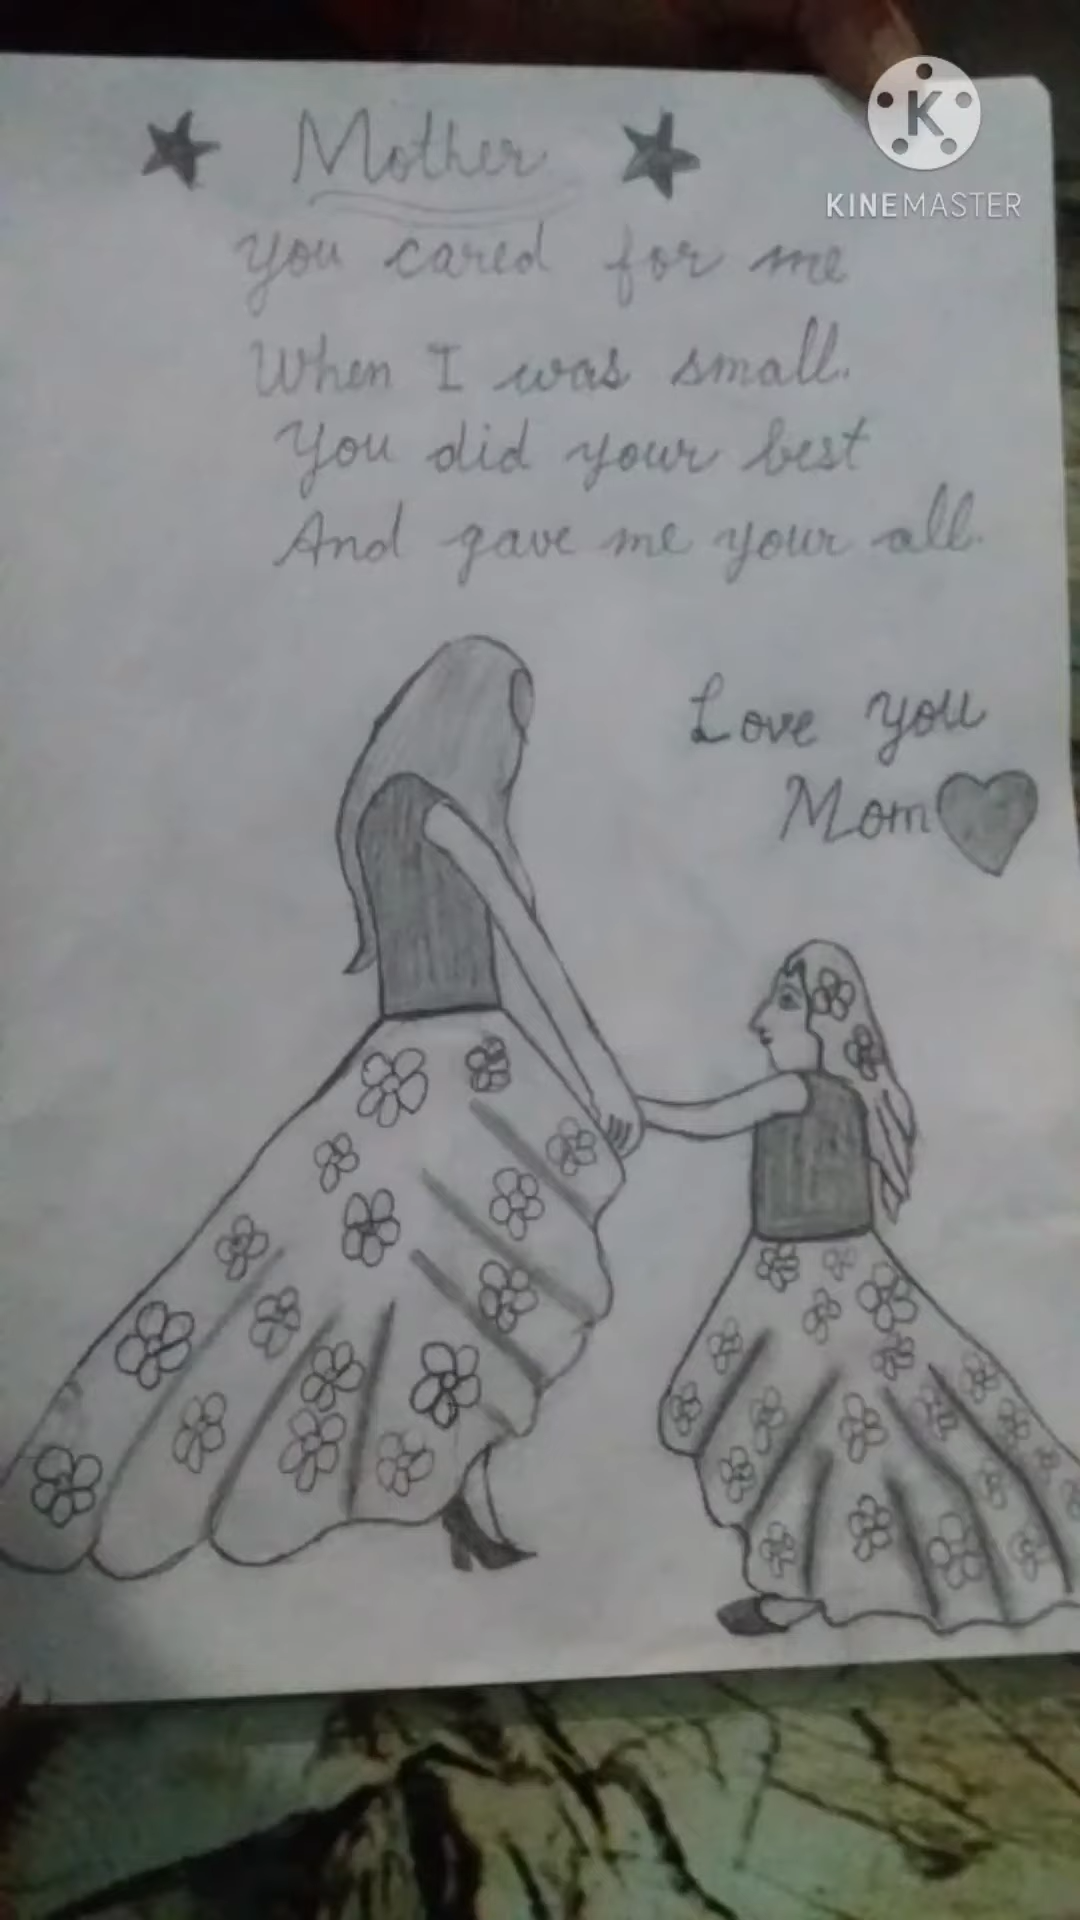 Mother
you cared for me
When I was small.
You did your best
And gave me your all.
Love you
Mom
K
KINEMASTER